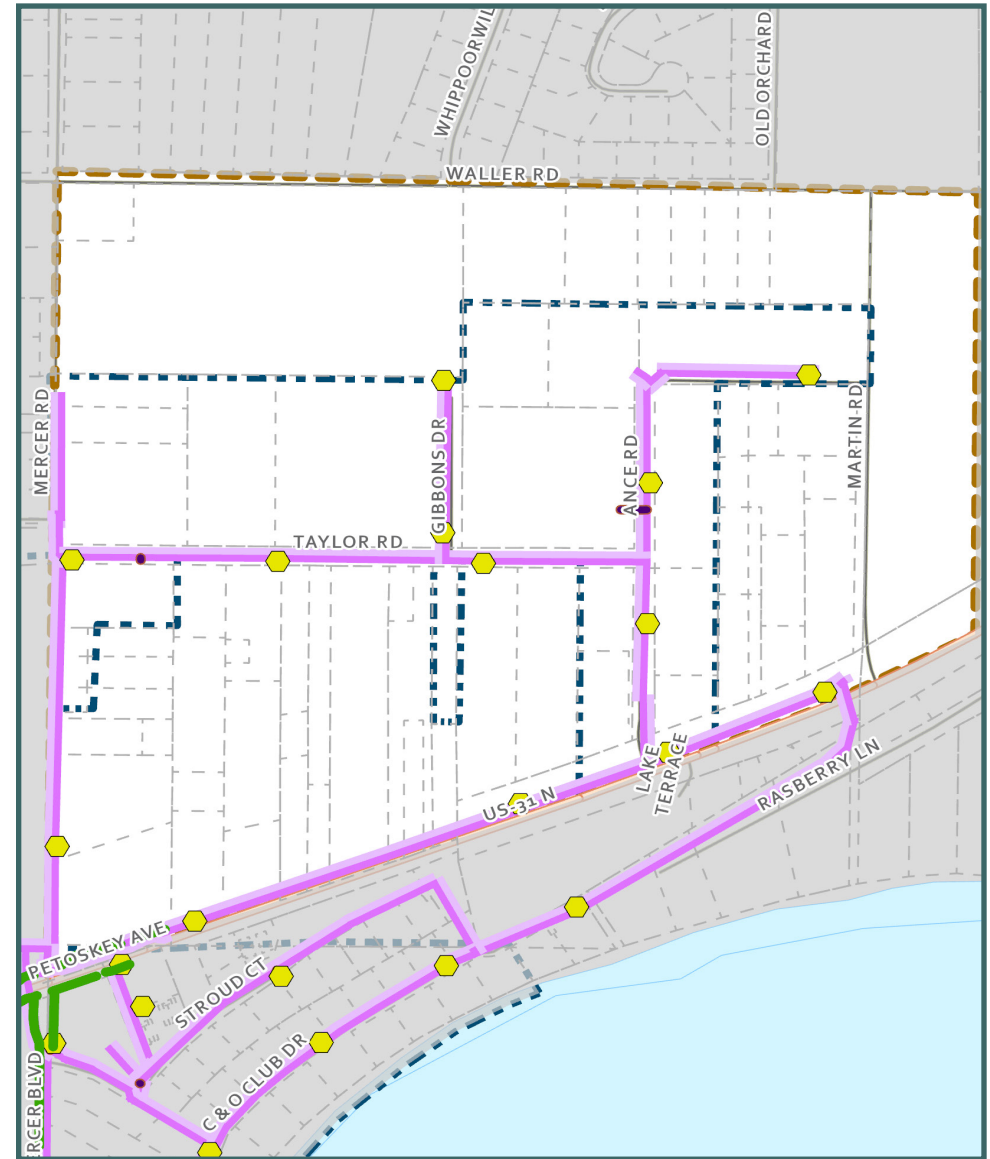 WHIPPOORWIL
OLD ORCHARD
WALLER RD
MERCER RD
GIBBONS DR
ANCE RD
MARTIN RD
TAYLOR RD
LAKE
TERRACE
US-31 N
RASBERRY LN
PETOSKEY AVE
STROUD CT
C & O CLUB DR
ERCER BLVD